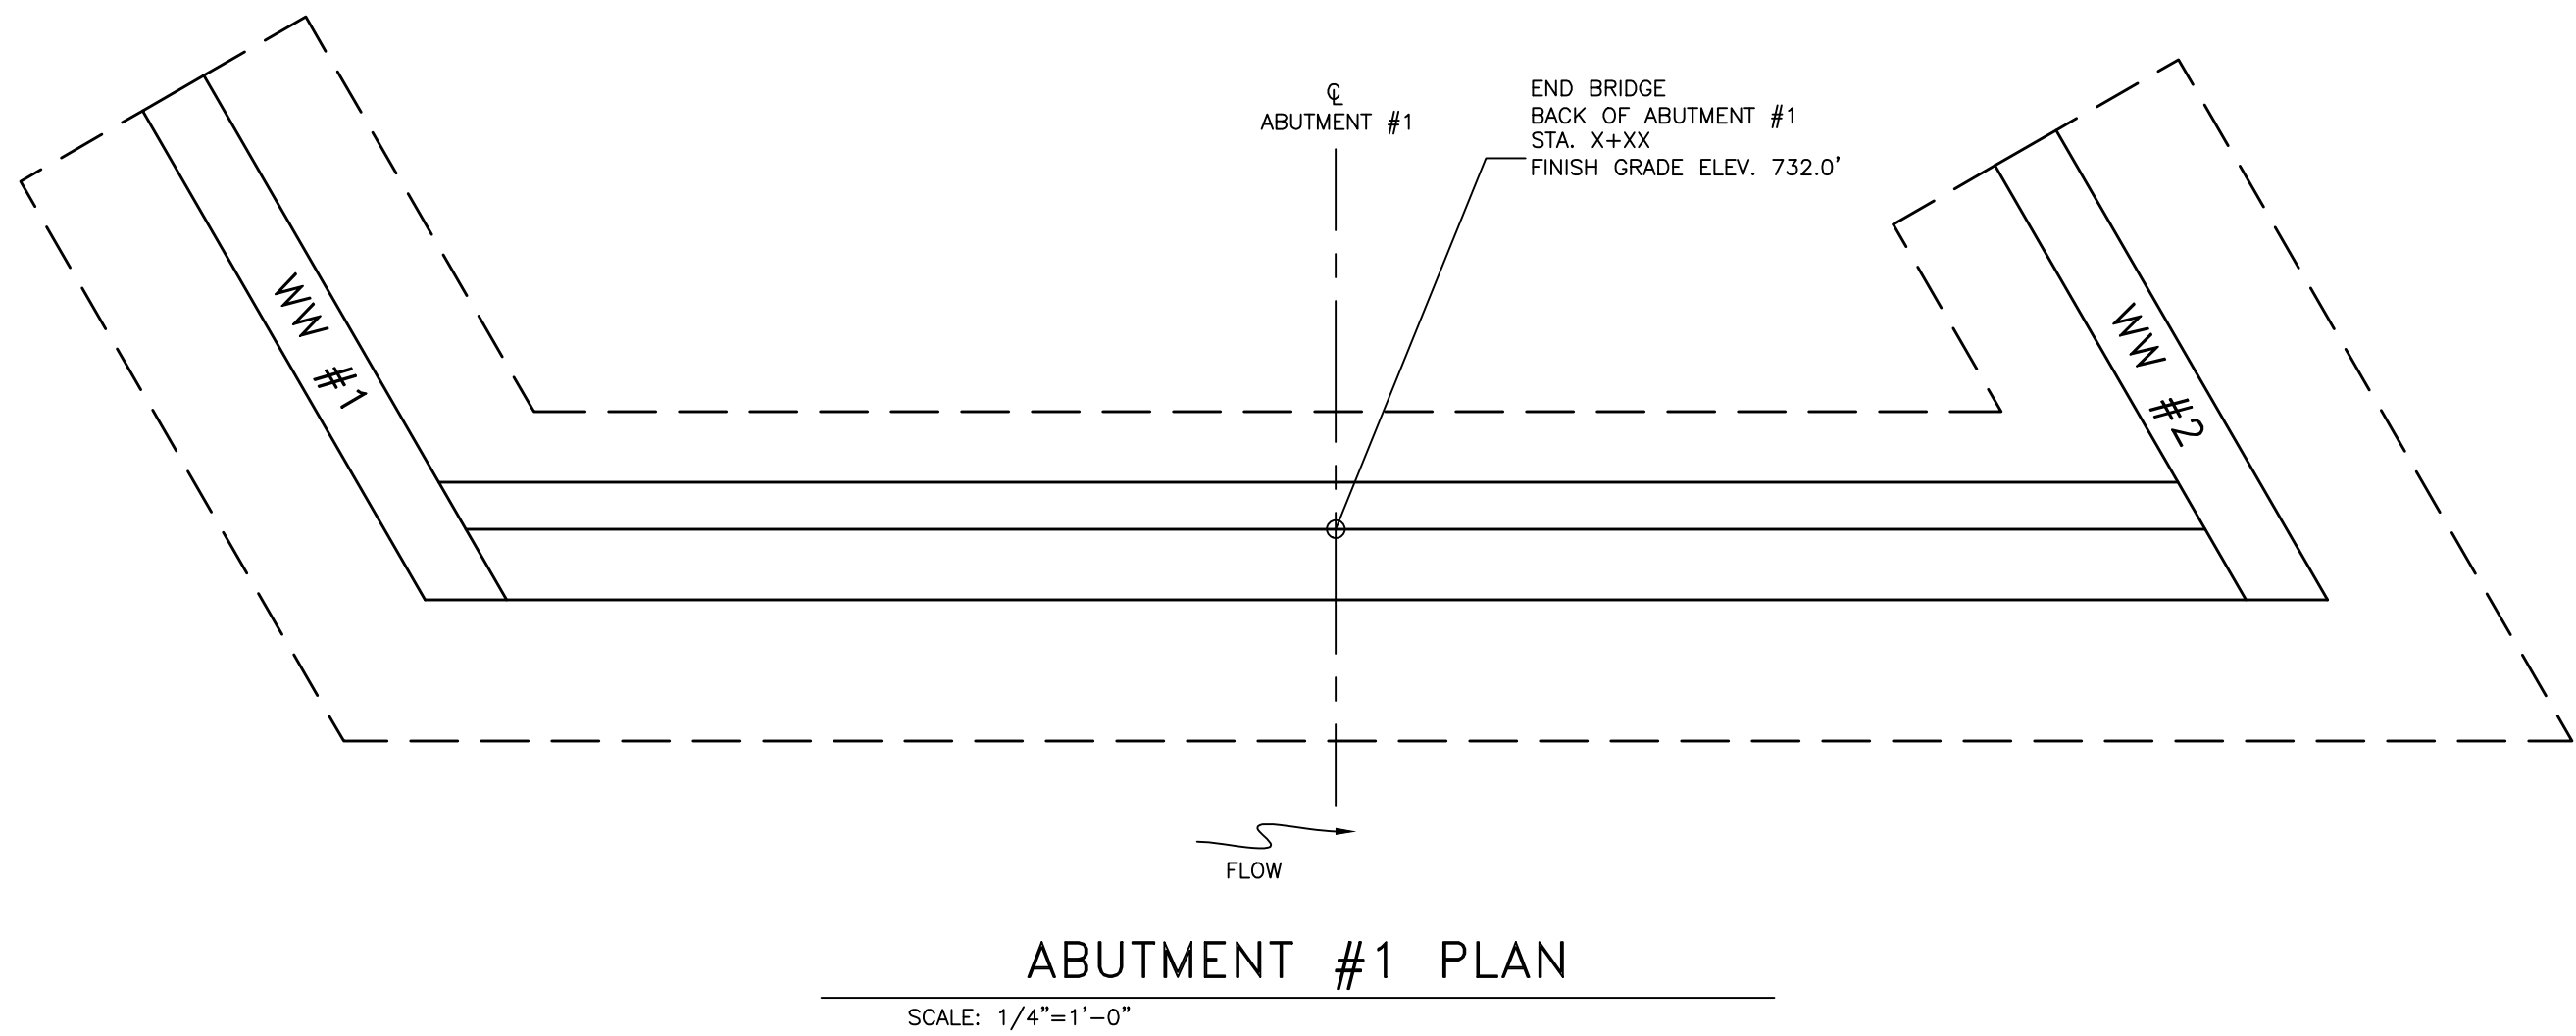 ℄
ABUTMENT #1
END BRIDGE
BACK OF ABUTMENT #1
STA. X+XX
FINISH GRADE ELEV. 732.0'
WW #1
WW #2
FLOW
ABUTMENT #1 PLAN
SCALE: 1/4"=1'-0"